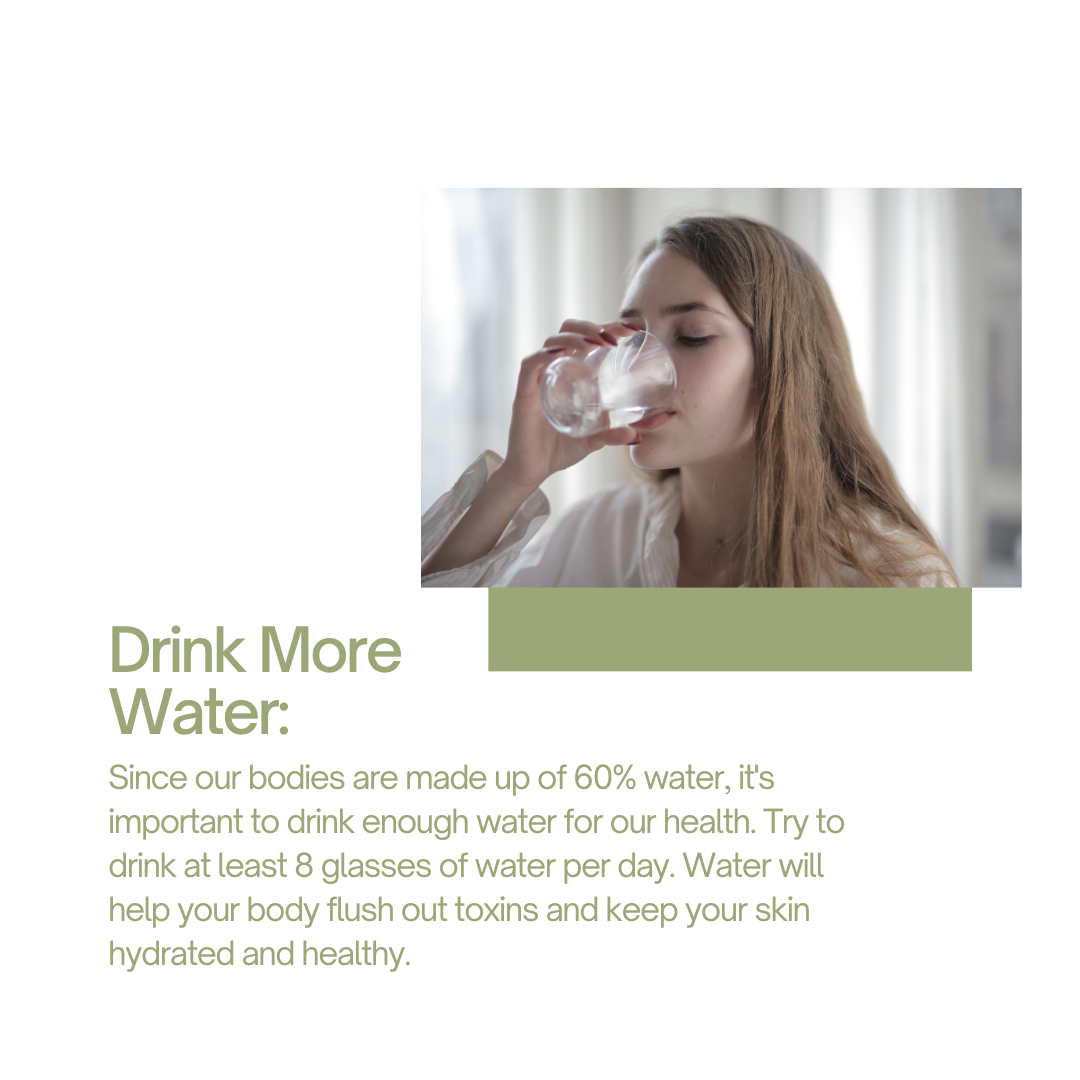 Drink More
Water:
Since our bodies are made up of 60% water, it's
important to drink enough water for our health. Try to
drink at least 8 glasses of water per day. Water will
help your body flush out toxins and keep your skin
hydrated and healthy.